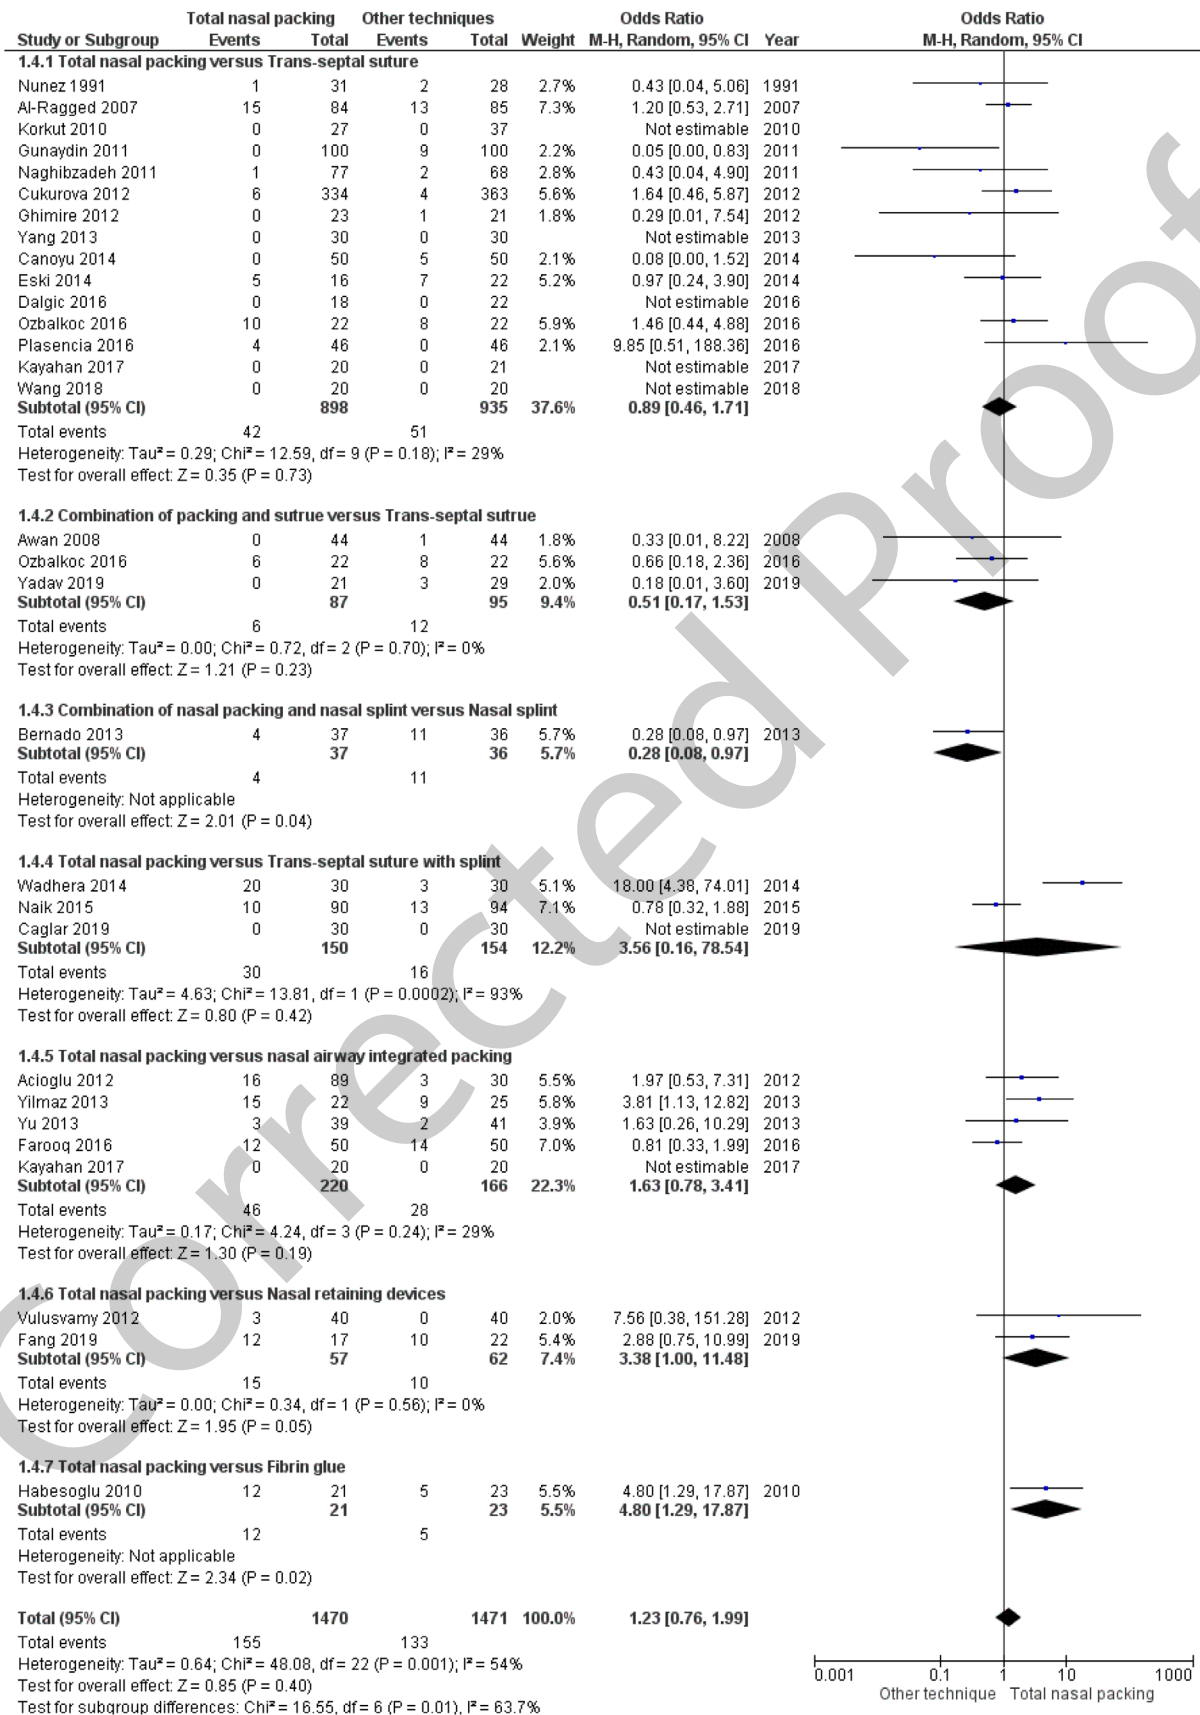 Total nasal packing Other techniques Odds Ratio Odds Ratio
Study or Subgroup Events Total Events Total Weight M-H, Random, 95% CI Year M-H, Random, 95% CI
1.4.1 Total nasal packing versus Trans-septal suture
Nunez 1991 1 31 2 28 2.7% 0.43 [0.04, 5.06] 1991
Al-Ragged 2007 15 84 13 85 7.3% 1.20 [0.53, 2.71] 2007
Korkut 2010 0 27 0 37 Not estimable 2010
Gunaydin 2011 0 100 9 100 2.2% 0.05 [0.00, 0.83] 2011
Naghibzadeh 2011 1 77 2 68 2.8% 0.43 [0.04, 4.90] 2011
Cukurova 2012 6 334 4 363 5.6% 1.64 [0.46, 5.87] 2012
Ghimire 2012 0 23 1 21 1.8% 0.29 [0.01, 7.54] 2012
Yang 2013 0 30 0 30 Not estimable 2013
Canoyu 2014 0 50 5 50 2.1% 0.08 [0.00, 1.52] 2014
Eski 2014 5 16 7 22 5.2% 0.97 [0.24, 3.90] 2014
Dalgic 2016 0 18 0 22 Not estimable 2016
Ozbalkoc 2016 10 22 8 22 5.9% 1.46 [0.44, 4.88] 2016
Plasencia 2016 4 46 0 46 2.1% 9.85 [0.51, 188.36] 2016
Kayahan 2017 0 20 0 21 Not estimable 2017
Wang 2018 0 20 0 20 Not estimable 2018
Subtotal (95% CI) 898 935 37.6% 0.89 [0.46, 1.71]
Total events 42 51
Heterogeneity: Tau² = 0.29; Chi² = 12.59, df = 9 (P = 0.18); I² = 29%
Test for overall effect: Z = 0.35 (P = 0.73)
1.4.2 Combination of packing and sutrue versus Trans-septal sutrue
Awan 2008 0 44 1 44 1.8% 0.33 [0.01, 8.22] 2008
Ozbalkoc 2016 6 22 8 22 5.6% 0.66 [0.18, 2.36] 2016
Yadav 2019 0 21 3 29 2.0% 0.18 [0.01, 3.60] 2019
Subtotal (95% CI) 87 95 9.4% 0.51 [0.17, 1.53]
Total events 6 12
Heterogeneity: Tau² = 0.00; Chi² = 0.72, df = 2 (P = 0.70); I² = 0%
Test for overall effect: Z = 1.21 (P = 0.23)
1.4.3 Combination of nasal packing and nasal splint versus Nasal splint
Bernado 2013 4 37 11 36 5.7% 0.28 [0.08, 0.97] 2013
Subtotal (95% CI) 37 36 5.7% 0.28 [0.08, 0.97]
Total events 4 11
Heterogeneity: Not applicable
Test for overall effect: Z = 2.01 (P = 0.04)
1.4.4 Total nasal packing versus Trans-septal suture with splint
Wadhera 2014 20 30 3 30 5.1% 18.00 [4.38, 74.01] 2014
Naik 2015 10 90 13 94 7.1% 0.78 [0.32, 1.88] 2015
Caglar 2019 0 30 0 30 Not estimable 2019
Subtotal (95% CI) 150 154 12.2% 3.56 [0.16, 78.54]
Total events 30 16
Heterogeneity: Tau² = 4.63; Chi² = 13.81, df = 1 (P = 0.0002); I² = 93%
Test for overall effect: Z = 0.80 (P = 0.42)
1.4.5 Total nasal packing versus nasal airway integrated packing
Acioglu 2012 16 89 3 30 5.5% 1.97 [0.53, 7.31] 2012
Yilmaz 2013 15 22 9 25 5.8% 3.81 [1.13, 12.82] 2013
Yu 2013 3 39 2 41 3.9% 1.63 [0.26, 10.29] 2013
Farooq 2016 12 50 14 50 7.0% 0.81 [0.33, 1.99] 2016
Kayahan 2017 0 20 0 20 Not estimable 2017
Subtotal (95% CI) 220 166 22.3% 1.63 [0.78, 3.41]
Total events 46 28
Heterogeneity: Tau² = 0.17; Chi² = 4.24, df = 3 (P = 0.24); I² = 29%
Test for overall effect: Z = 1.30 (P = 0.19)
1.4.6 Total nasal packing versus Nasal retaining devices
Vulusvamy 2012 3 40 0 40 2.0% 7.56 [0.38, 151.28] 2012
Fang 2019 12 17 10 22 5.4% 2.88 [0.75, 10.99] 2019
Subtotal (95% CI) 57 62 7.4% 3.38 [1.00, 11.48]
Total events 15 10
Heterogeneity: Tau² = 0.00; Chi² = 0.34, df = 1 (P = 0.56); I² = 0%
Test for overall effect: Z = 1.95 (P = 0.05)
1.4.7 Total nasal packing versus Fibrin glue
Habesoglu 2010 12 21 5 23 5.5% 4.80 [1.29, 17.87] 2010
Subtotal (95% CI) 21 23 5.5% 4.80 [1.29, 17.87]
Total events 12 5
Heterogeneity: Not applicable
Test for overall effect: Z = 2.34 (P = 0.02)
Total (95% CI) 1470 1471 100.0% 1.23 [0.76, 1.99]
Total events 155 133
Heterogeneity: Tau² = 0.64; Chi² = 48.08, df = 22 (P = 0.001); I² = 54%
Test for overall effect: Z = 0.85 (P = 0.40)
Test for subgroup differences: Chi² = 16.55, df = 6 (P = 0.01), I² = 63.7%
0.001 0.1 1 10 1000
Other technique Total nasal packing
Corrected Proof